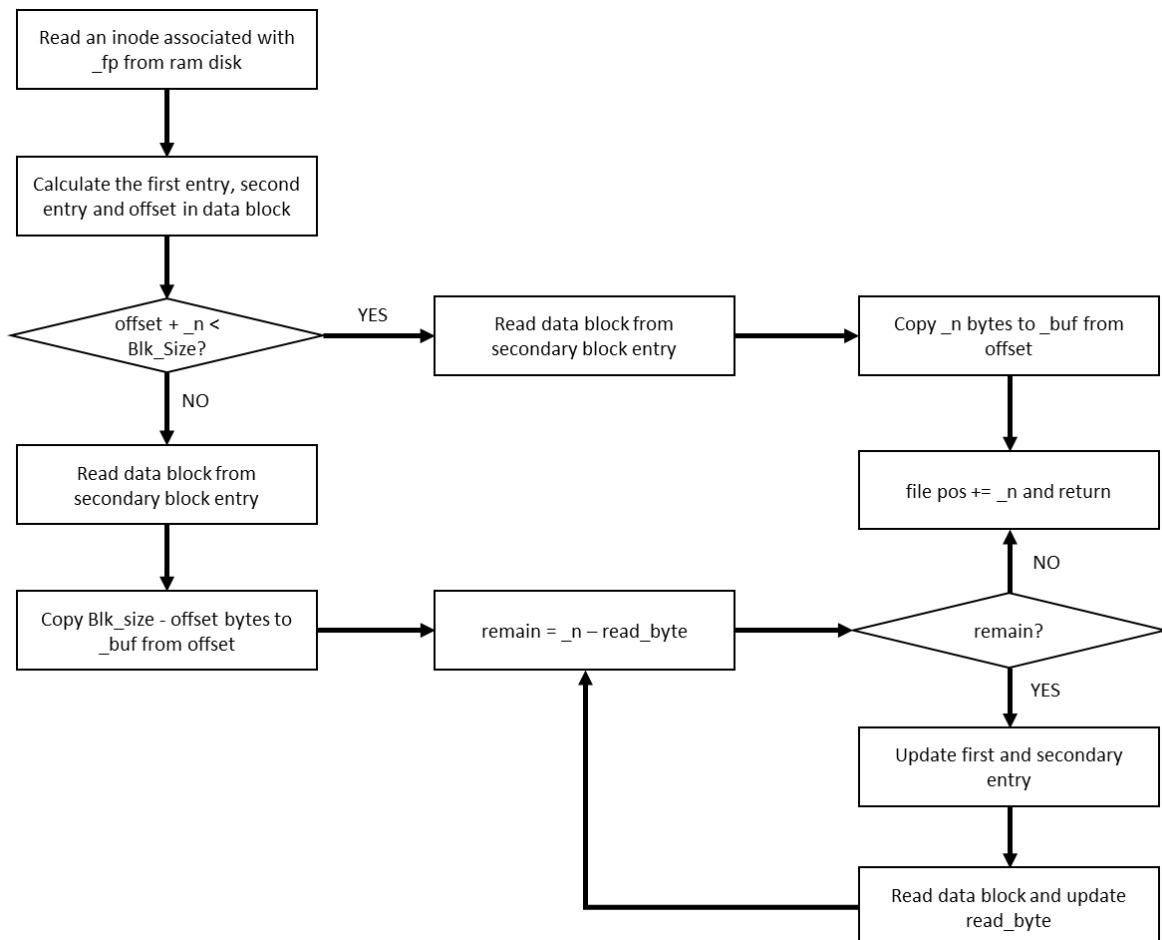 Read an inode associated with
_fp from ram disk
Calculate the first entry, second
entry and offset in data block
offset + _n <
Blk_Size?
YES
Read data block from
secondary block entry
Copy _n bytes to _buf from
offset
NO
Read data block from
secondary block entry
file pos += _n and return
NO
Copy Blk_size - offset bytes to
_buf from offset
remain = _n – read_byte
remain?
YES
Update first and secondary
entry
Read data block and update
read_byte